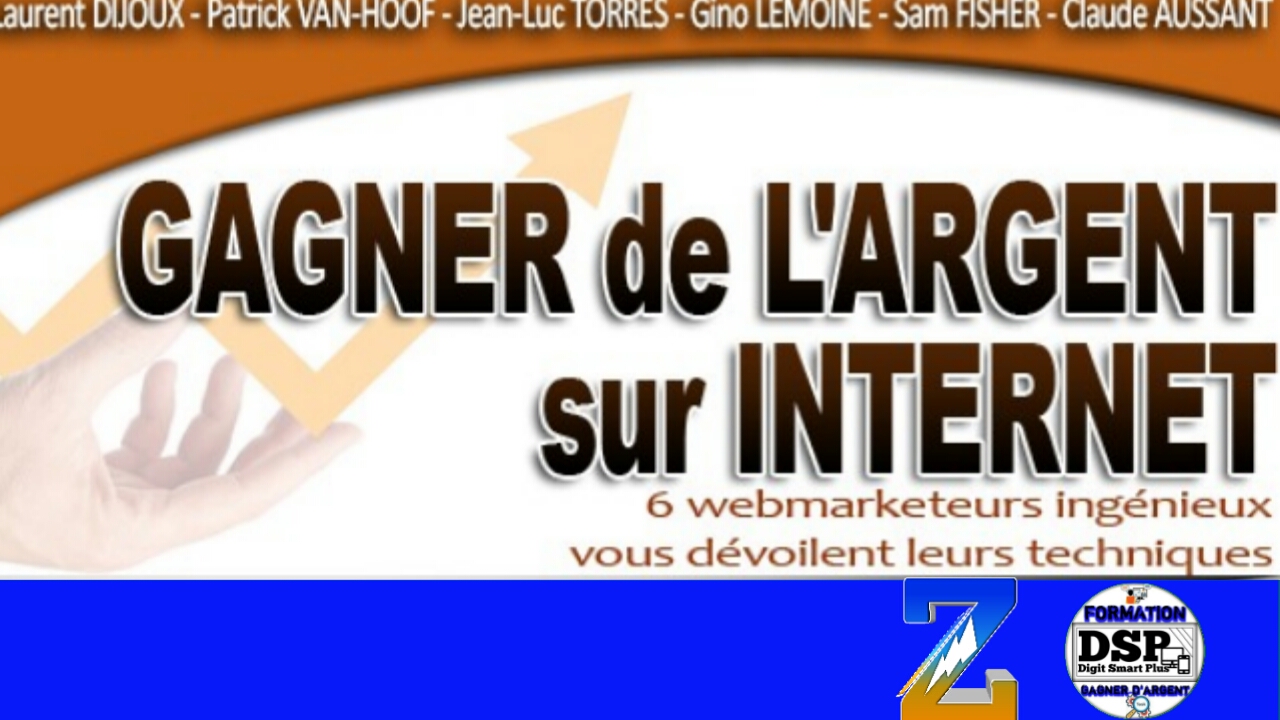 Laurent DIJOUX - Patrick VAN-HOOF - Jean-Luc TORRES - Gino LEMOINE - Sam FISHER - Claude AUSSANT
GAGNER de L'ARGENT
sur INTERNET
6 webmarketeurs ingénieux
vous dévoilent leurs techniques
Z
FORMATION
DSP
Digit Smart Plus
GAGNER D'ARGENT